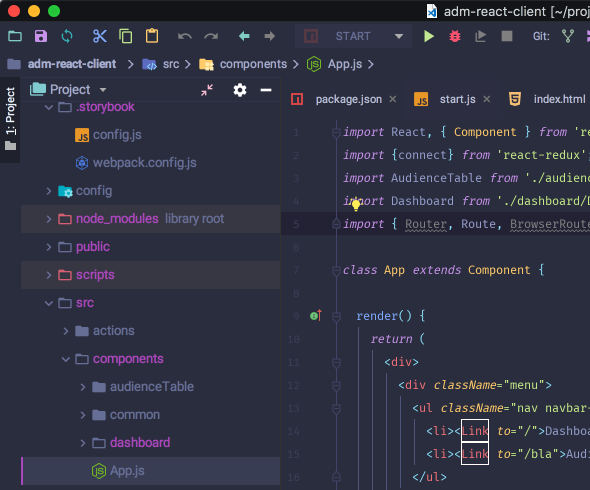 adm-react-client [~/proj
START
Git:
adm-react-client > src > components > App.js >
1: Project
Project
.storybook
config.js
webpack.config.js
config
node_modules library root
public
scripts
src
actions
components
audienceTable
common
dashboard
App.js
package.json
start.js
index.html
1 import React, { Component } from 're
2 import {connect} from 'react-redux';
3 import AudienceTable from './audienc
4 import Dashboard from './dashboard/D
5 import { Router, Route, BrowserRoute
6
7 class App extends Component {
8
9 render() {
10 return (
11 <div>
12 <div className="menu">
13 <ul className="nav navbar-
14 <li><Link to="/">Dashboa
15 <li><Link to="/bla">Audi
16 </ul>